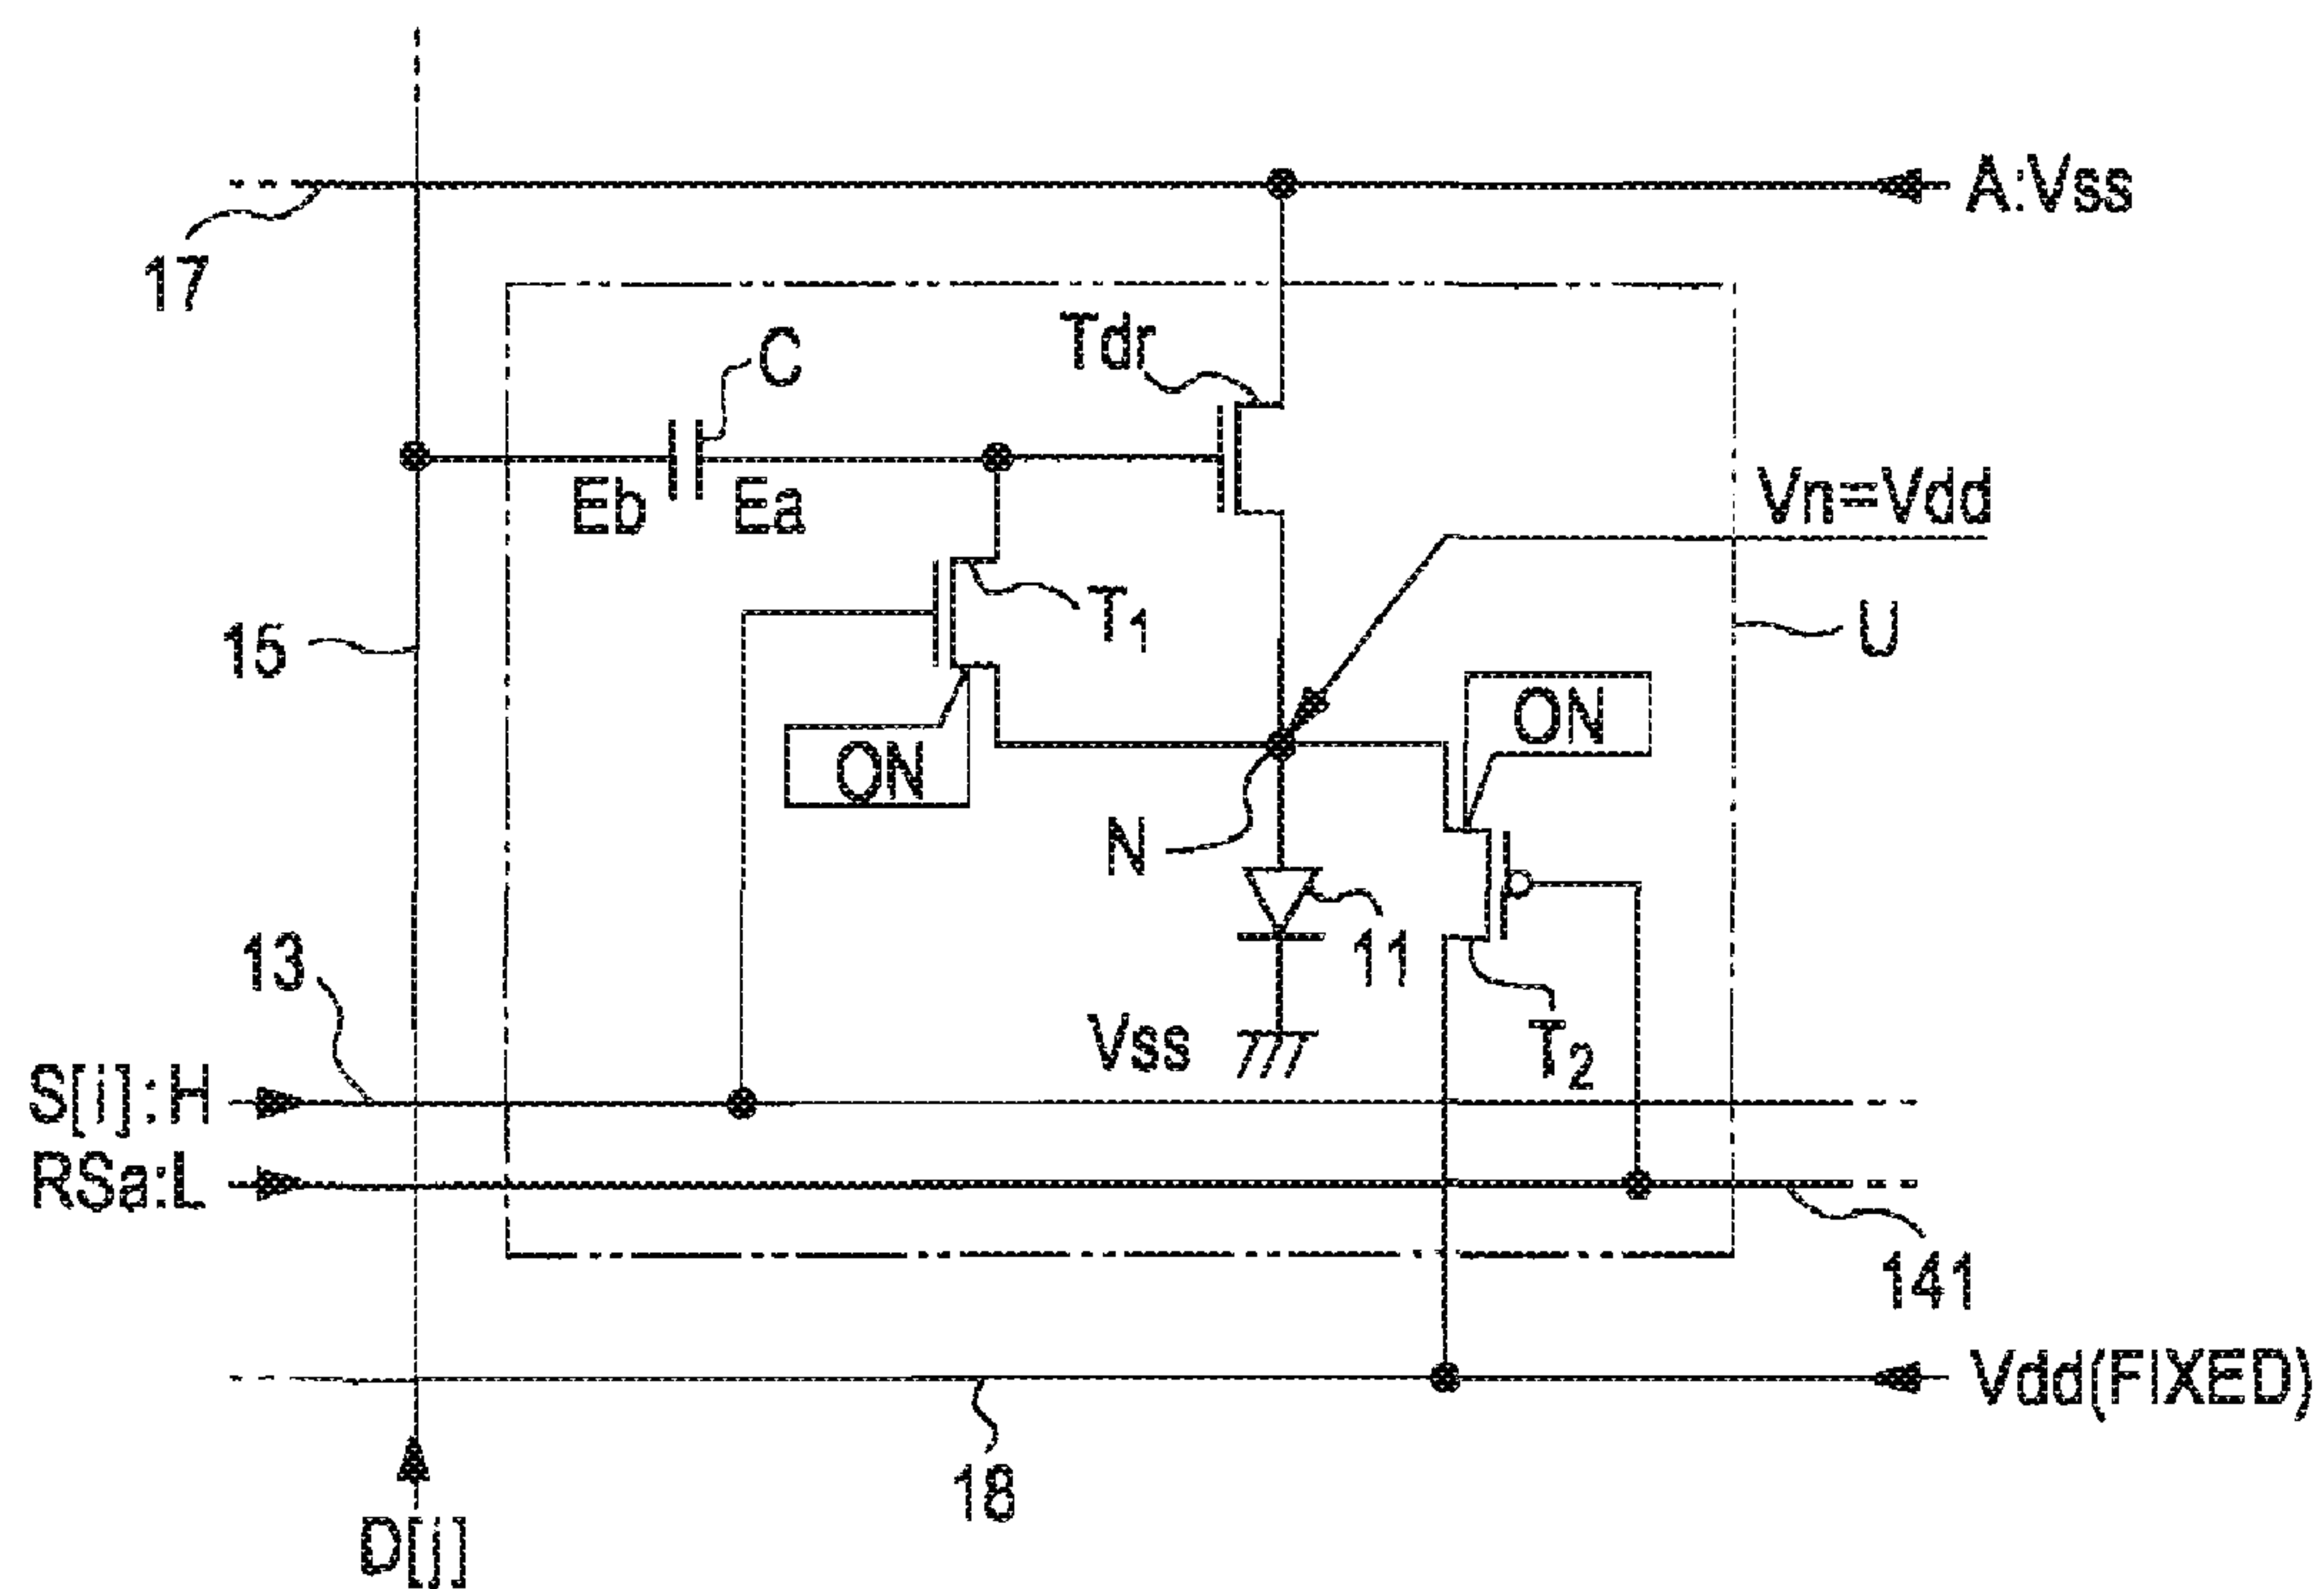 A:Vss
17
C
Tdr
Eb
Ea
Vn=Vdd
T1
U
15
ON
ON
N
13
11
Vss
T2
S[i]:H
RSa:L
141
Vdd(FIXED)
18
D[j]